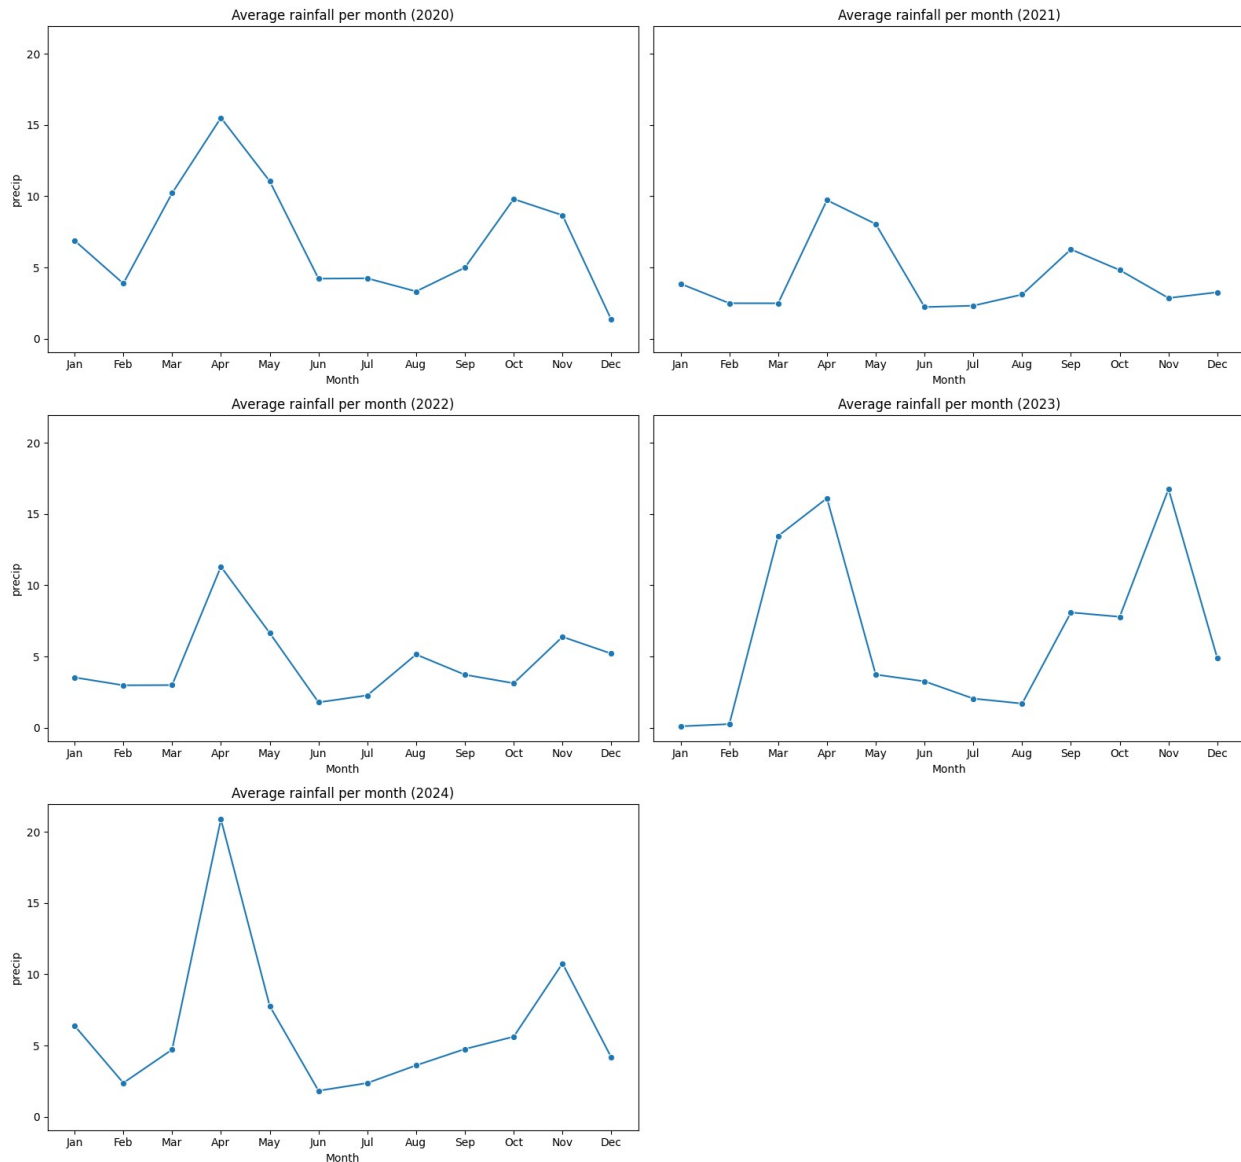 Average rainfall per month (2020)
20
15
10
5
0
precip
Jan Feb Mar Apr May Jun Jul Aug Sep Oct Nov Dec
Month
Average rainfall per month (2021)
Jan Feb Mar Apr May Jun Jul Aug Sep Oct Nov Dec
Month
Average rainfall per month (2022)
20
15
10
5
0
precip
Jan Feb Mar Apr May Jun Jul Aug Sep Oct Nov Dec
Month
Average rainfall per month (2023)
Jan Feb Mar Apr May Jun Jul Aug Sep Oct Nov Dec
Month
Average rainfall per month (2024)
20
15
10
5
0
precip
Jan Feb Mar Apr May Jun Jul Aug Sep Oct Nov Dec
Month